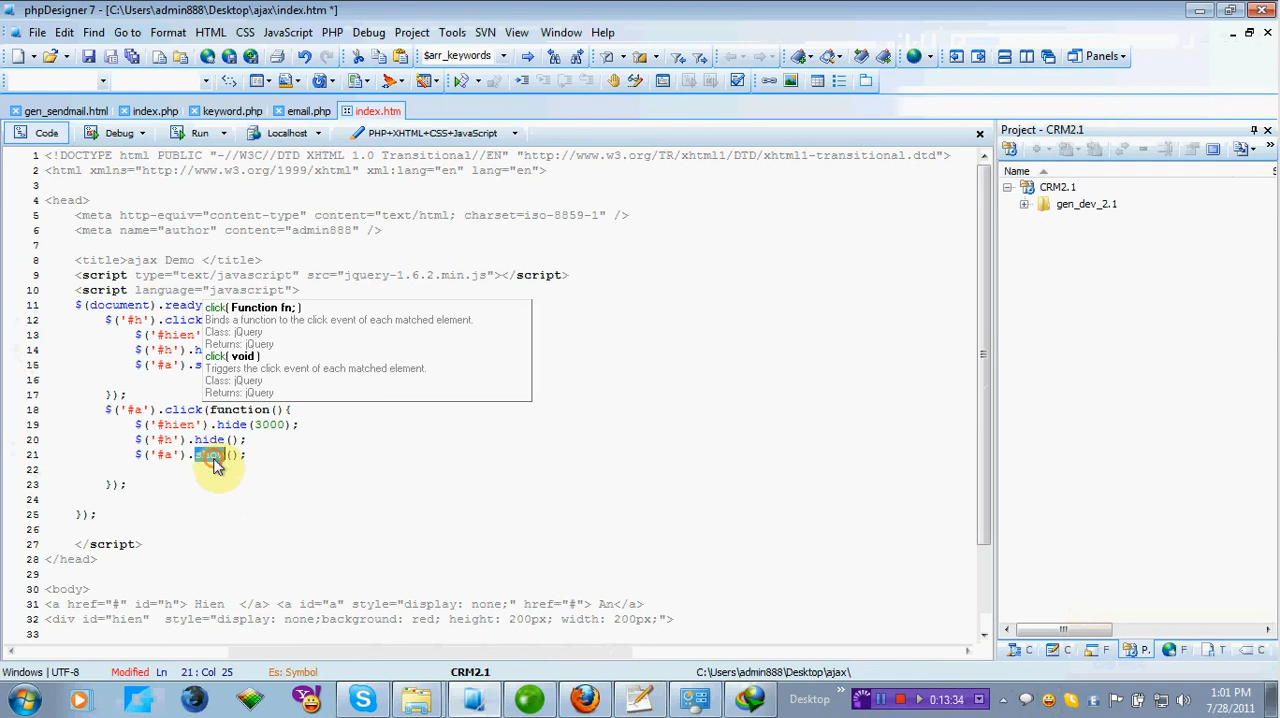 phpDesigner 7 - [C:\Users\admin888\Desktop\ajax\index.htm *]
File Edit Find Go to Format HTML CSS JavaScript PHP Debug Project Tools SVN View Window Help
$arr_keywords Panels
gen_sendmail.html index.php keyword.php email.php index.htm
Code Debug Run Localhost PHP+XHTML+CSS+JavaScript
Project - CRM2.1
Name
CRM2.1
gen_dev_2.1
1 <!DOCTYPE html PUBLIC "-//W3C//DTD XHTML 1.0 Transitional//EN" "http://www.w3.org/TR/xhtml1/DTD/xhtml1-transitional.dtd">
2 <html xmlns="http://www.w3.org/1999/xhtml" xml:lang="en" lang="en">
3
4 <head>
5 <meta http-equiv="content-type" content="text/html; charset=iso-8859-1" />
6 <meta name="author" content="admin888" />
7
8 <title>ajax Demo </title>
9 <script type="text/javascript" src="jquery-1.6.2.min.js"></script>
10 <script language="javascript">
11 $(document).ready
12 $('#h').click
13 $('#hien'
14 $('#h').h
15 $('#a').s
16
17 });
18 $('#a').click(function(){
19 $('#hien').hide(3000);
20 $('#h').hide();
21 $('#a').show();
22
23 });
24
25 });
26
27 </script>
28 </head>
29
30 <body>
31 <a href="#" id="h"> Hien </a> <a id="a" style="display: none;" href="#"> An</a>
32 <div id="hien" style="display: none;background: red; height: 200px; width: 200px;">
33
click( Function fn; )
Binds a function to the click event of each matched element.
Class: jQuery
Returns: jQuery
click( void )
Triggers the click event of each matched element.
Class: jQuery
Returns: jQuery
C C F P. F T C
Windows | UTF-8 Modified Ln 21 : Col 25 Es: Symbol CRM2.1 C:\Users\admin888\Desktop\ajax\
Desktop » 0:13:34 1:01 PM
7/28/2011